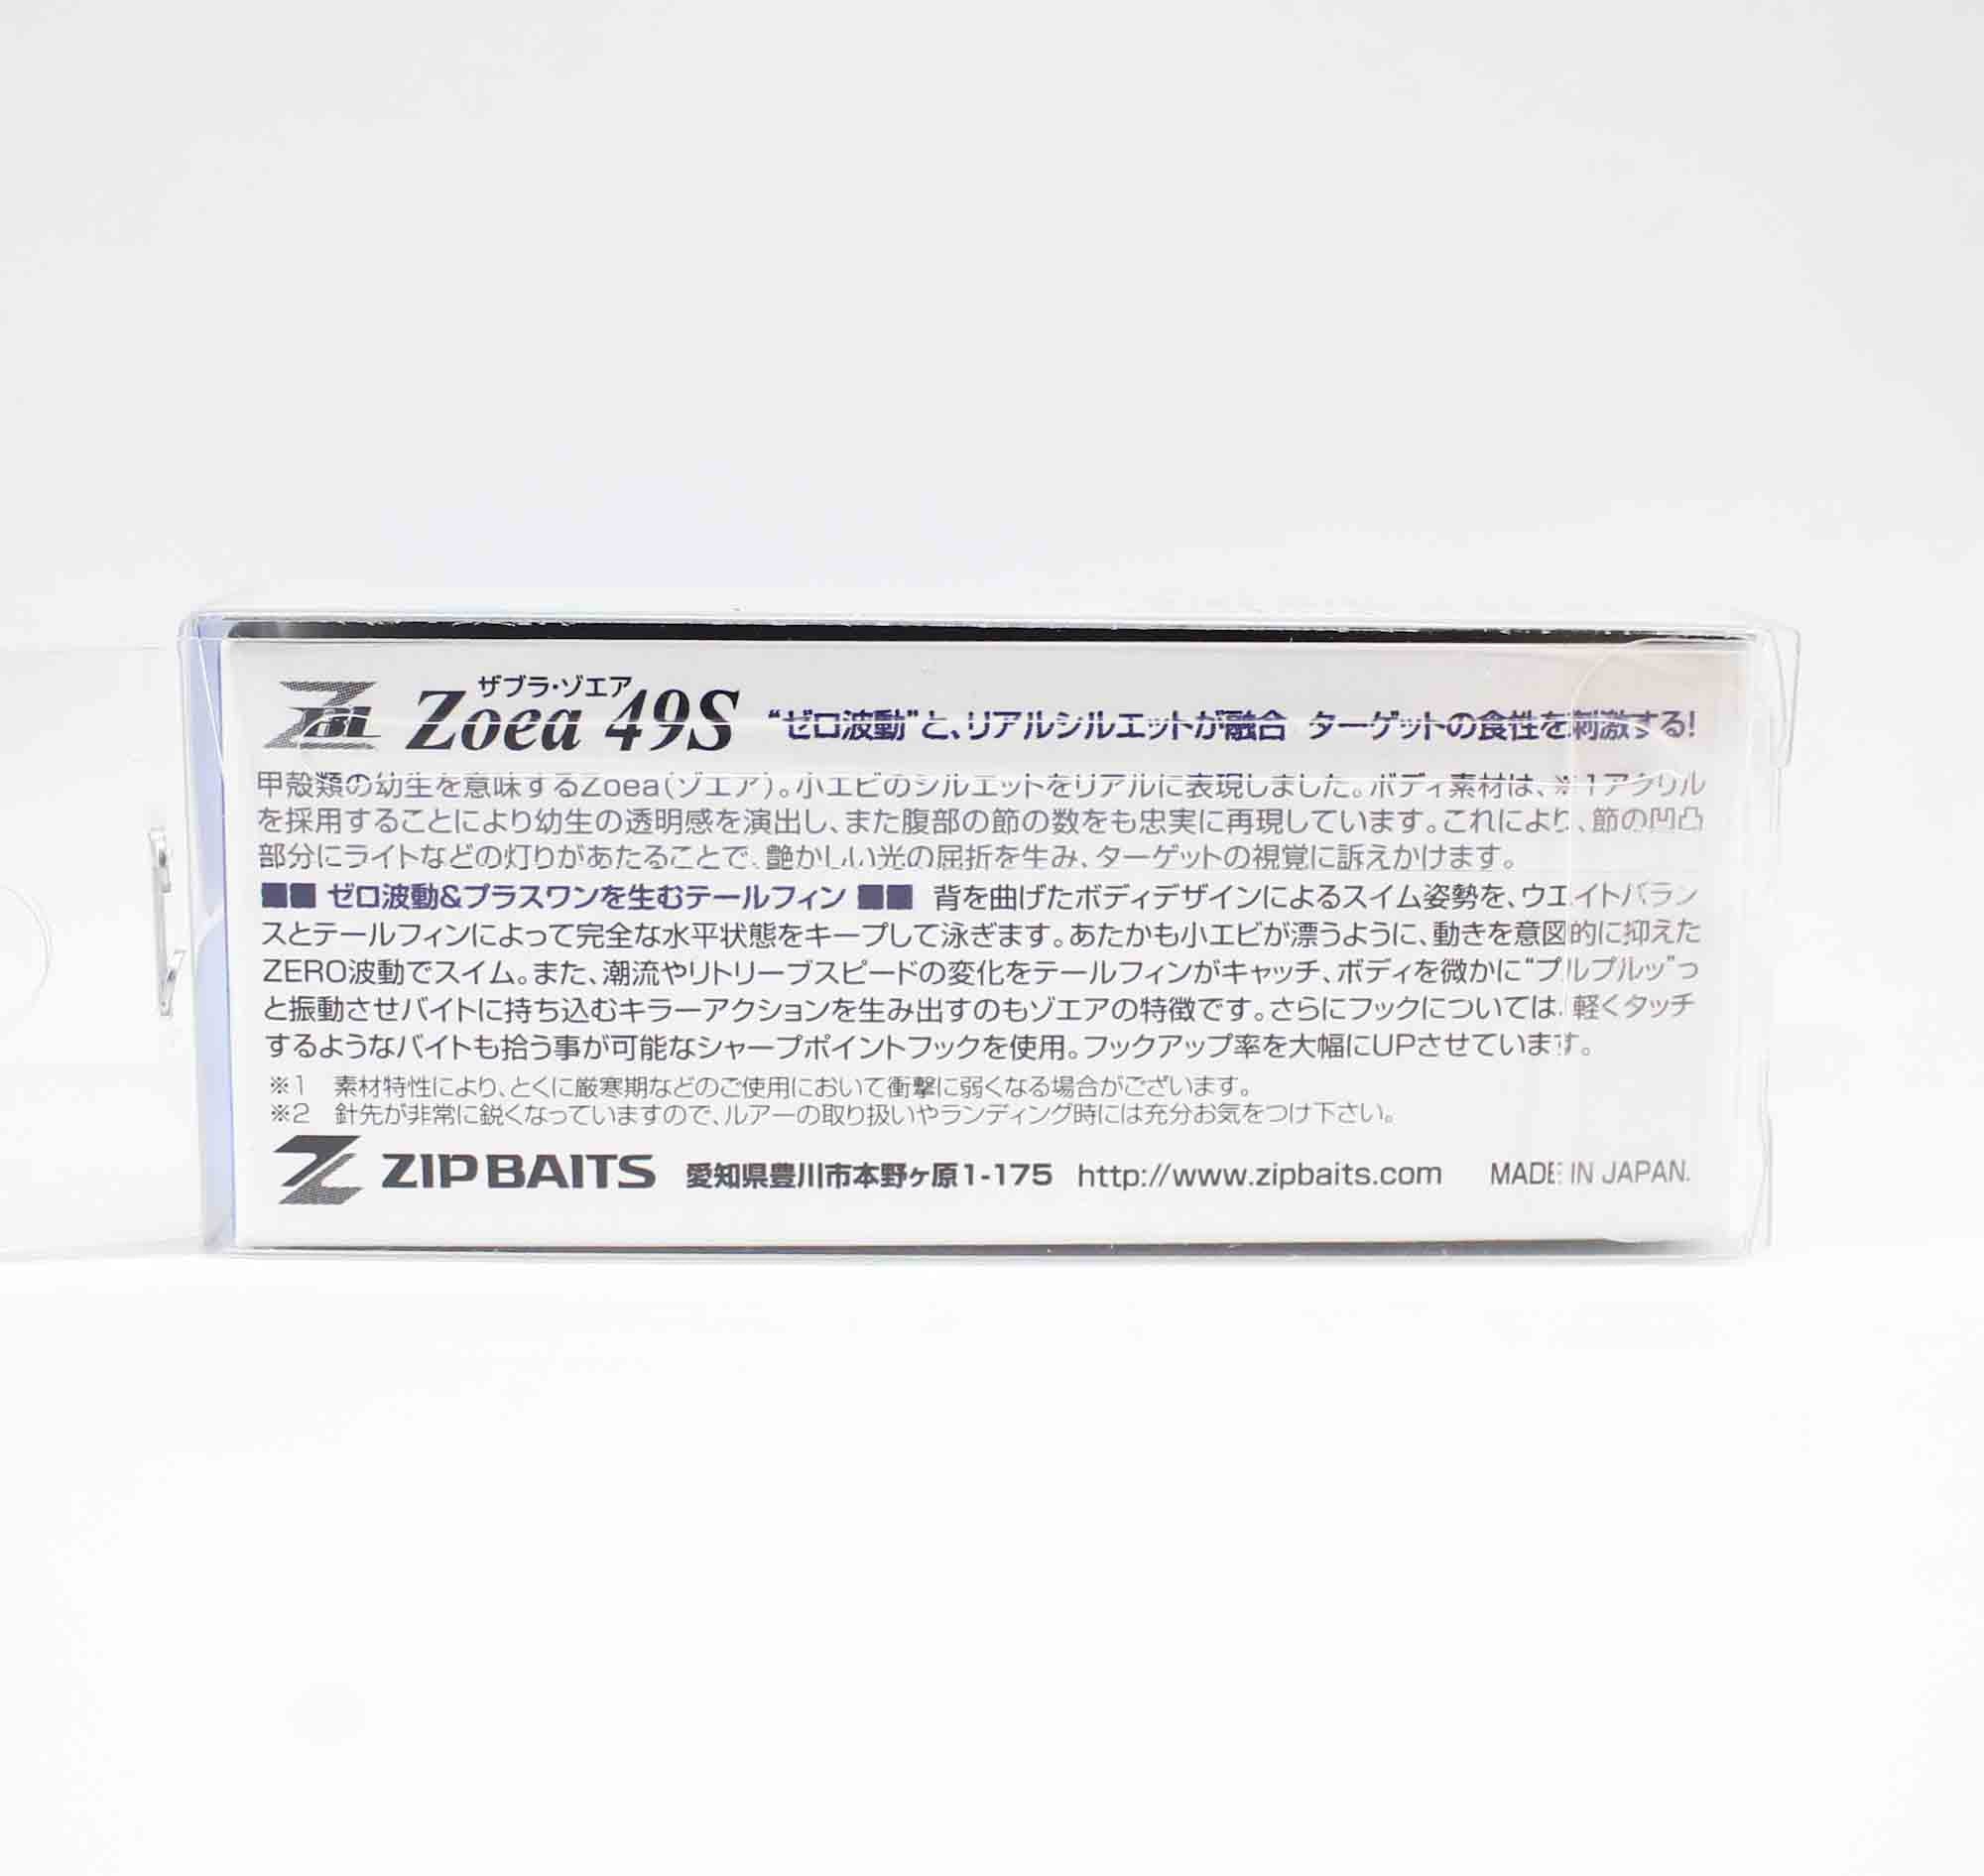 ザブラ・ゾエア
ZBL Zoea 49S “ゼロ波動”と、リアルシルエットが融合 ターゲットの食性を刺激する!
甲殻類の幼生を意味するZoea(ゾエア)。小エビのシルエットをリアルに表現しました。ボディ素材は、※1アクリル
を採用することにより幼生の透明感を演出し、また腹部の節の数をも忠実に再現しています。これにより、節の凹凸
部分にライトなどの灯りがあたることで、艶かしい光の屈折を生み、ターゲットの視覚に訴えかけます。
■■ ゼロ波動&プラスワンを生むテールフィン ■■ 背を曲げたボディデザインによるスイム姿勢を、ウエイトバラン
スとテールフィンによって完全な水平状態をキープして泳ぎます。あたかも小エビが漂うように、動きを意図的に抑えた
ZERO波動でスイム。また、潮流やリトリーブスピードの変化をテールフィンがキャッチ、ボディを微かに“プルプルッ”っ
と振動させバイトに持ち込むキラーアクションを生み出すのもゾエアの特徴です。さらにフックについては、軽くタッチ
するようなバイトも拾う事が可能なシャープポイントフックを使用。フックアップ率を大幅にUPさせています。
※1 素材特性により、とくに厳寒期などのご使用において衝撃に弱くなる場合がございます。
※2 針先が非常に鋭くなっていますので、ルアーの取り扱いやランディング時には充分お気をつけ下さい。
ZIPBAITS 愛知県豊川市本野ヶ原1-175 http://www.zipbaits.com MADE IN JAPAN.